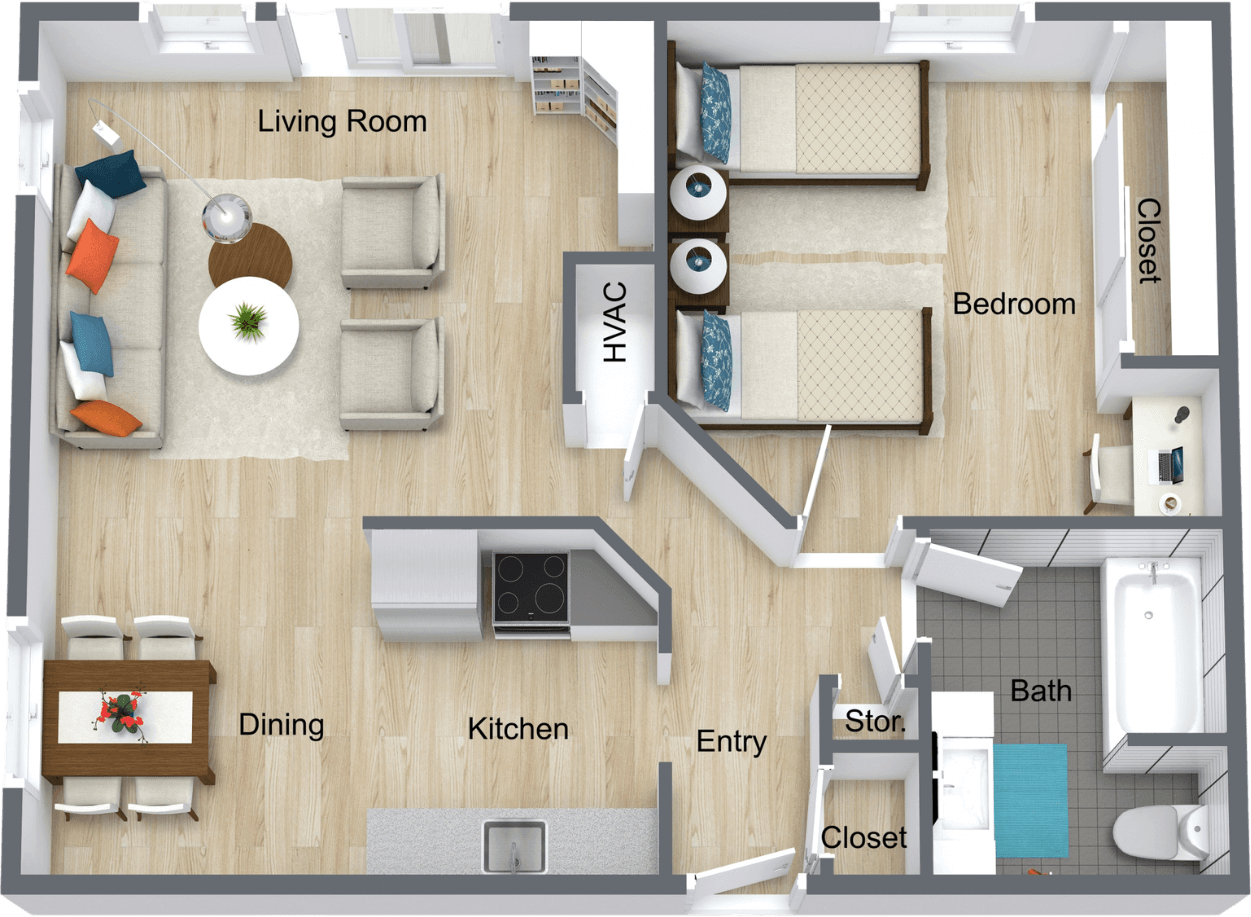 Living Room
Closet
HVAC
Bedroom
Bath
Dining
Kitchen
Entry
Stor.
Closet